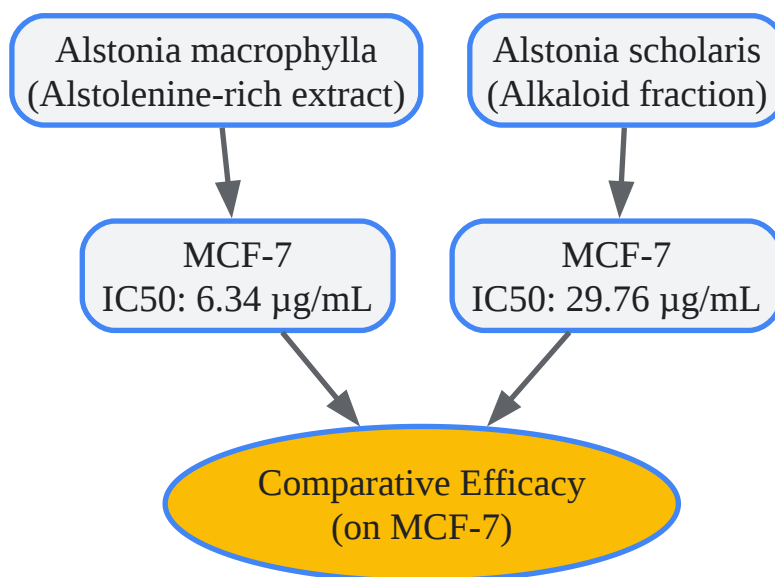 Alstonia macrophylla
(Alstolenine-rich extract)
Alstonia scholaris
(Alkaloid fraction)
MCF-7
IC50: 6.34 µg/mL
MCF-7
IC50: 29.76 µg/mL
Comparative Efficacy
(on MCF-7)